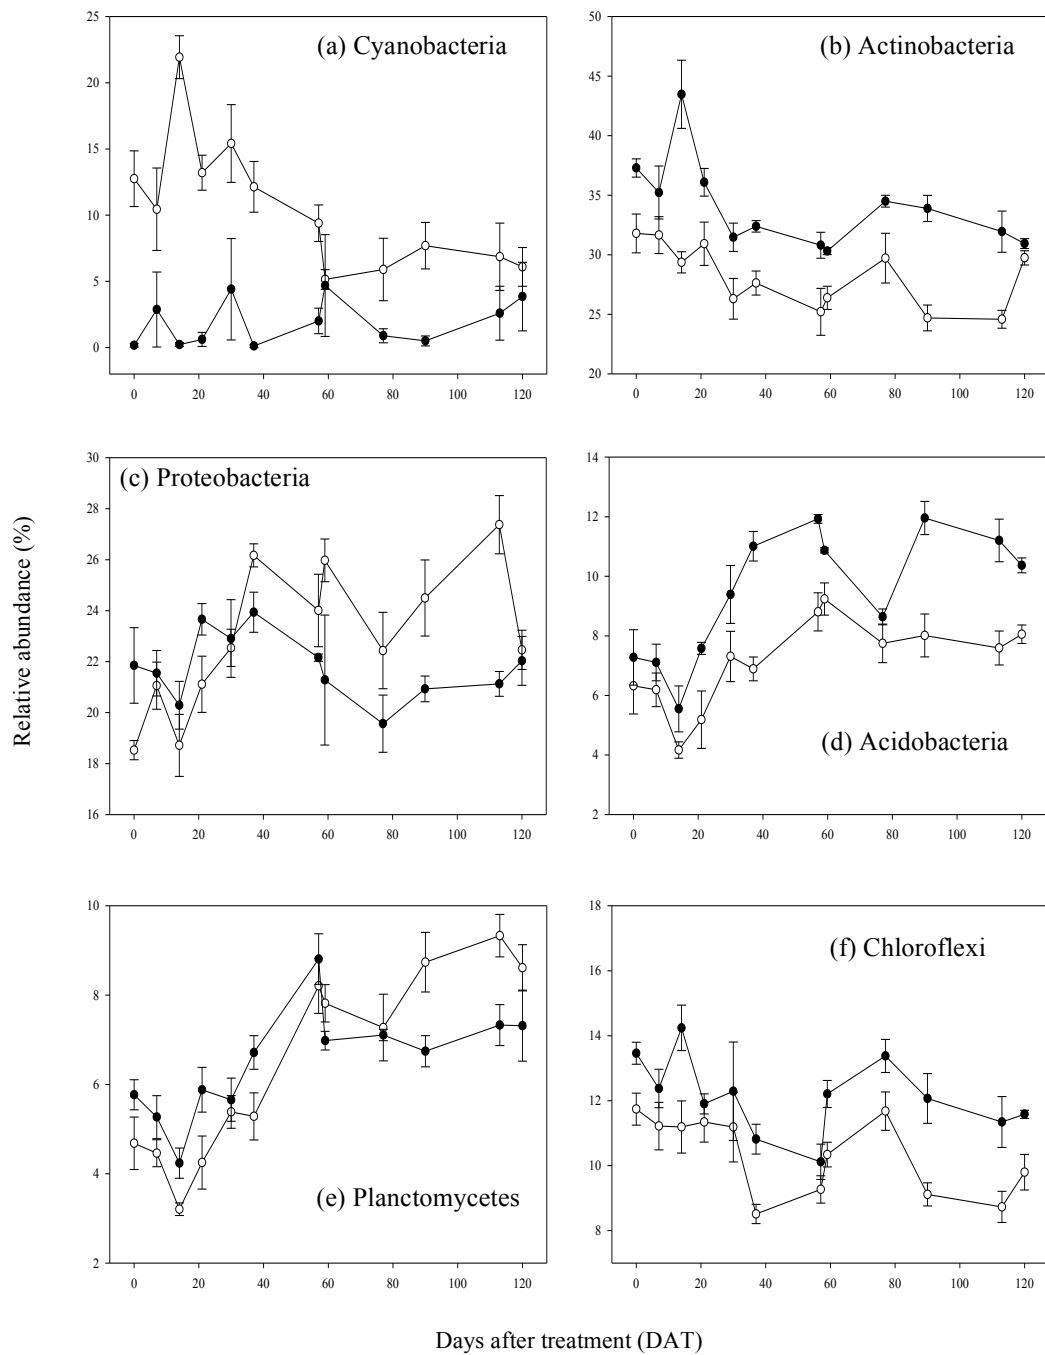 (a) Cyanobacteria
25
20
15
10
5
0
0 20 40 60 80 100 120
(b) Actinobacteria
50
45
40
35
30
25
20
0 20 40 60 80 100 120
Relative abundance (%)
(c) Proteobacteria
30
28
26
24
22
20
18
16
0 20 40 60 80 100 120
14
12
10
8
6
4
2
(d) Acidobacteria
0 20 40 60 80 100 120
10
8
6
4
2
(e) Planctomycetes
0 20 40 60 80 100 120
(f) Chloroflexi
18
16
14
12
10
8
0 20 40 60 80 100 120
Days after treatment (DAT)